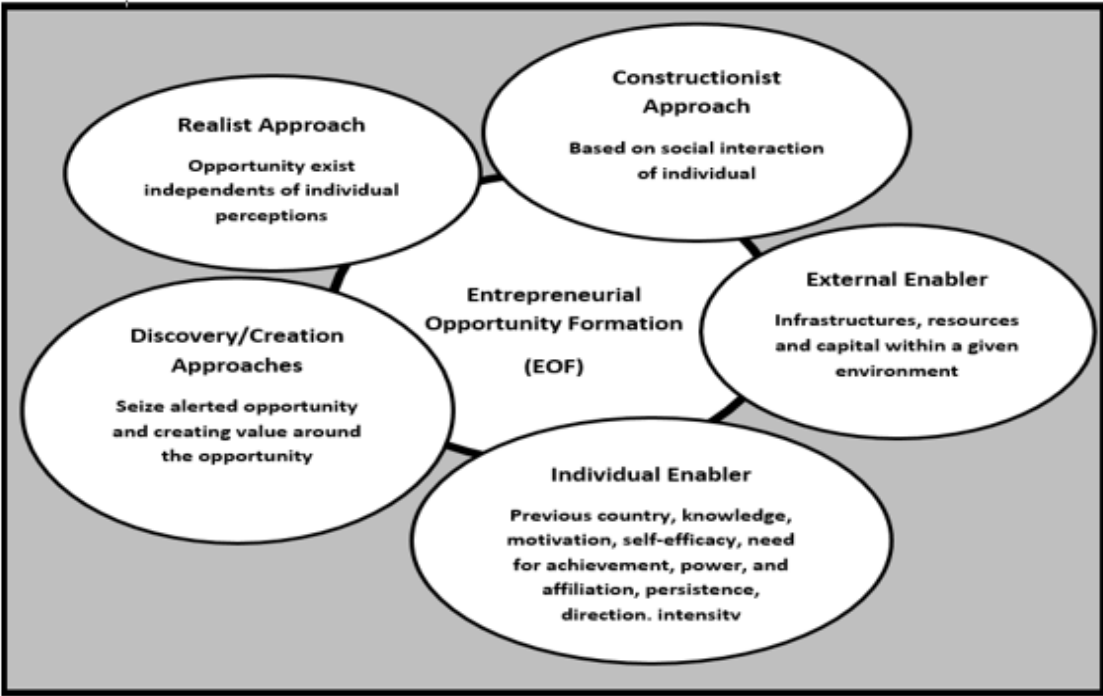 Constructionist
Approach
Based on social interaction
of individual
Realist Approach
Opportunity exist
independents of individual
perceptions
External Enabler
Infrastructures, resources
and capital within a given
environment
Entrepreneurial
Opportunity Formation
(EOF)
Discovery/Creation
Approaches
Seize alerted opportunity
and creating value around
the opportunity
Individual Enabler
Previous country, knowledge,
motivation, self-efficacy, need
for achievement, power, and
affiliation, persistence,
direction. intensity